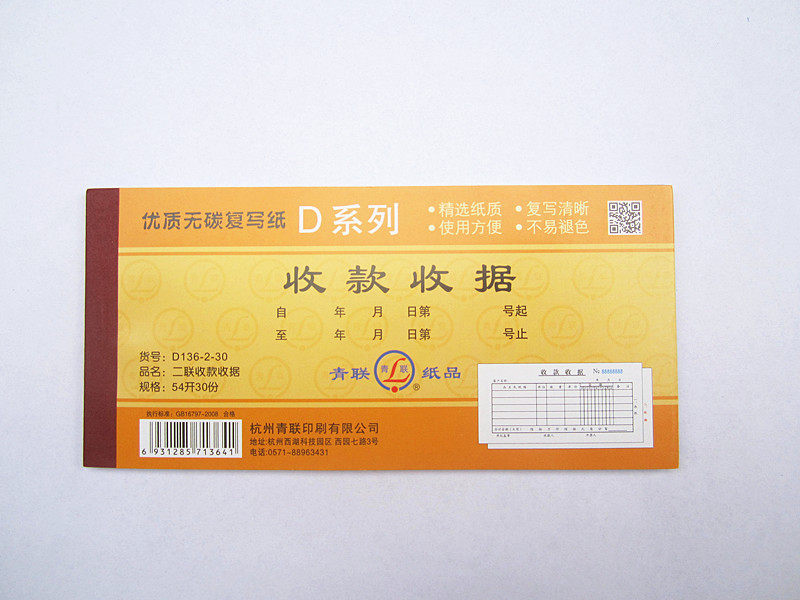 优质无碳复写纸 D系列
•精选纸质 •复写清晰
•使用方便 •不易褪色
收款收据
自 年 月 日第 号起
至 年 月 日第 号止
货号：D136-2-30
品名：二联收款收据
规格：54开30份
青联 青L联 ® 纸品
收款收据 № 88888888
执行标准：GB16797-2008 合格
6 931285 713641
杭州青联印刷有限公司
地址:杭州西湖科技园区 西园七路3号
电话:0571-88963431